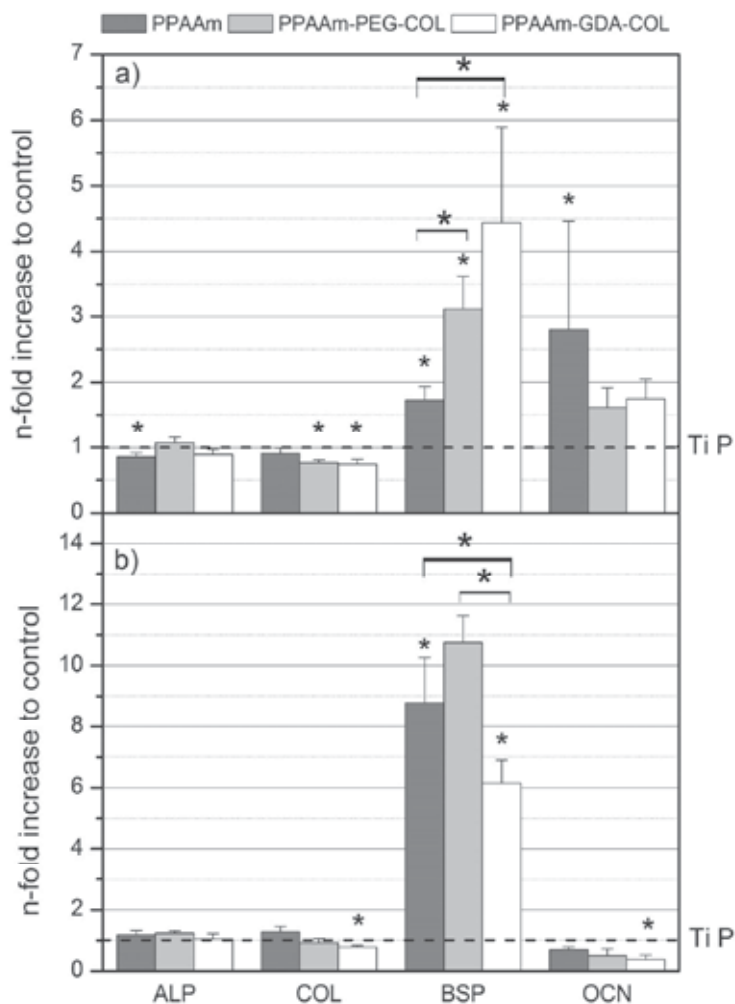 PPAAm PPAAm-PEG-COL PPAAm-GDA-COL
a)
n-fold increase to control
7
6
5
4
3
2
1
0
* * * * * * * * *
Ti P
b)
n-fold increase to control
14
12
10
8
6
4
2
0
* * * * * *
Ti P
ALP COL BSP OCN